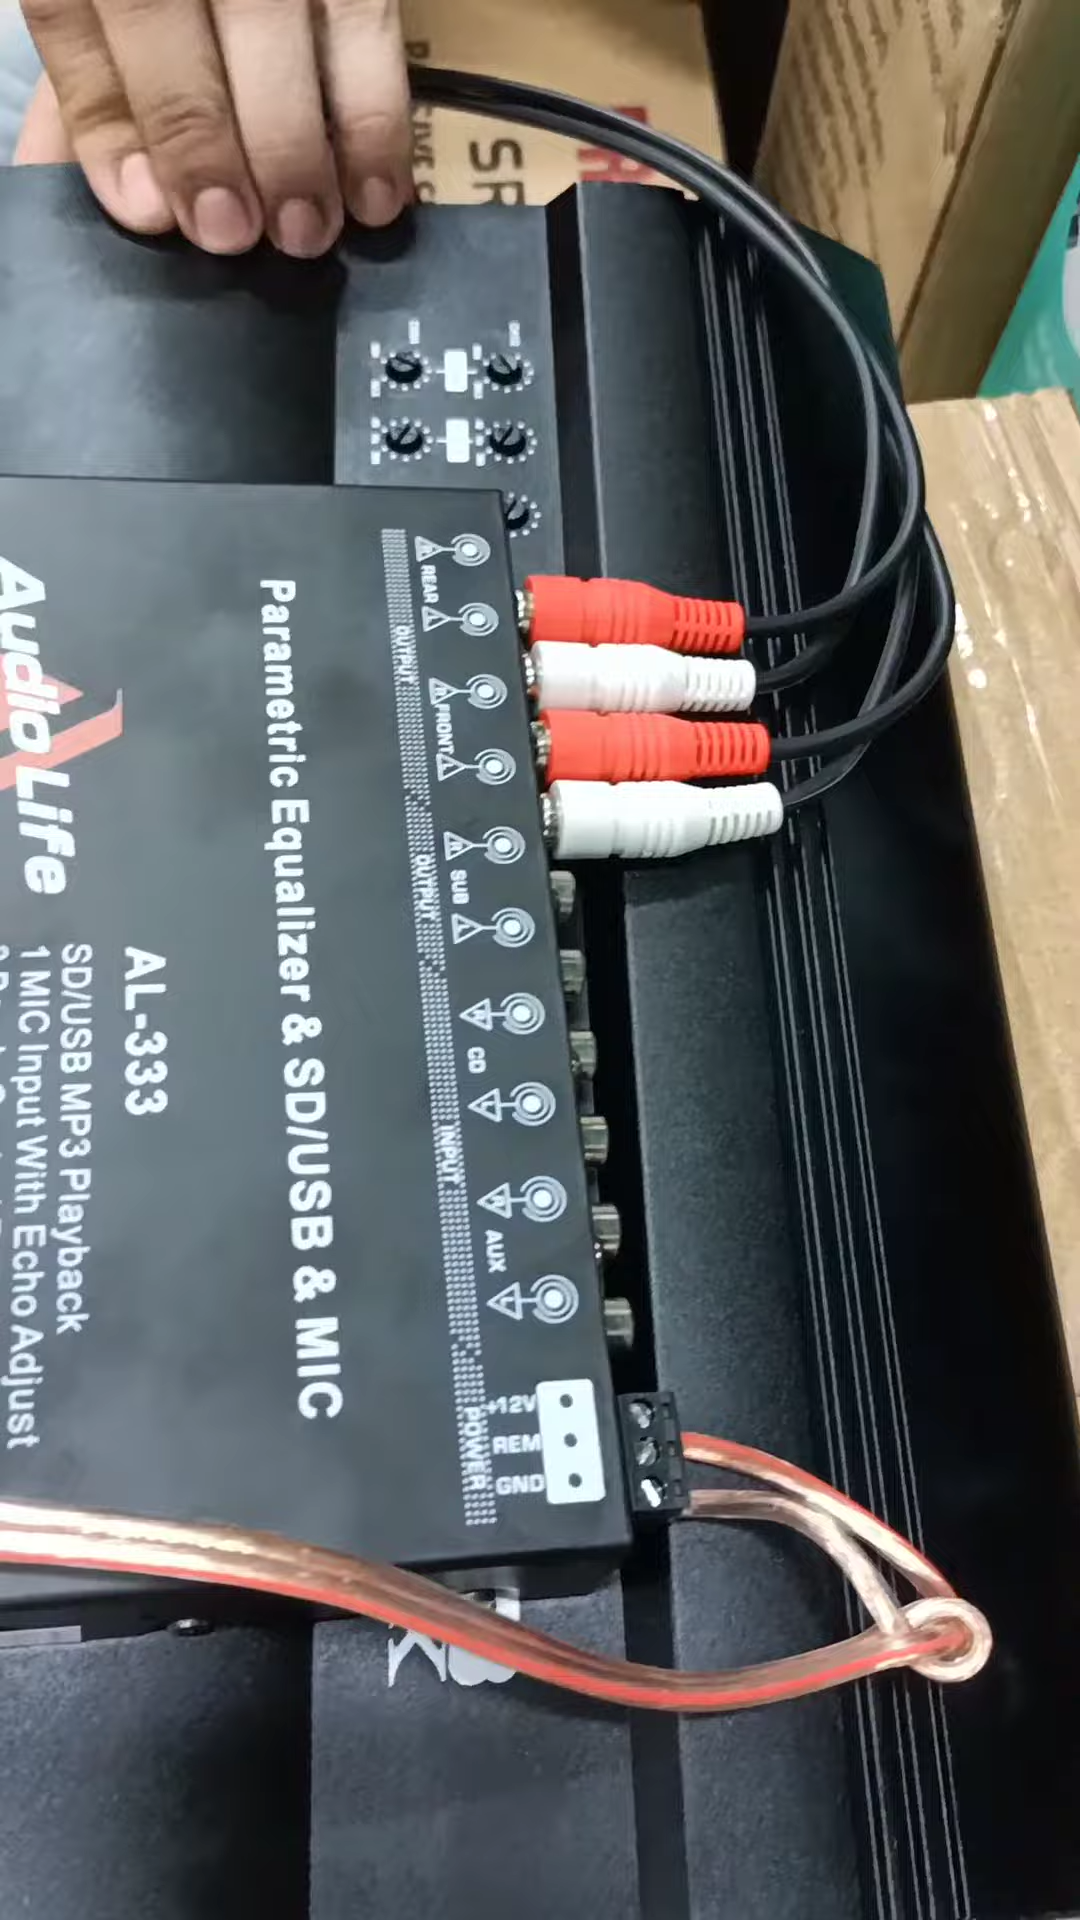 Audio Life
AL-333
SD/USB MP3 Playback
1 MIC Input With Echo Adjust
Parametric Equalizer & SD/USB & MIC
OUTPUT
R REAR L
R FRONT L
OUTPUT
R SUB L
INPUT
R CD L
R AUX L
POWER
+12V
REM
GND
SP